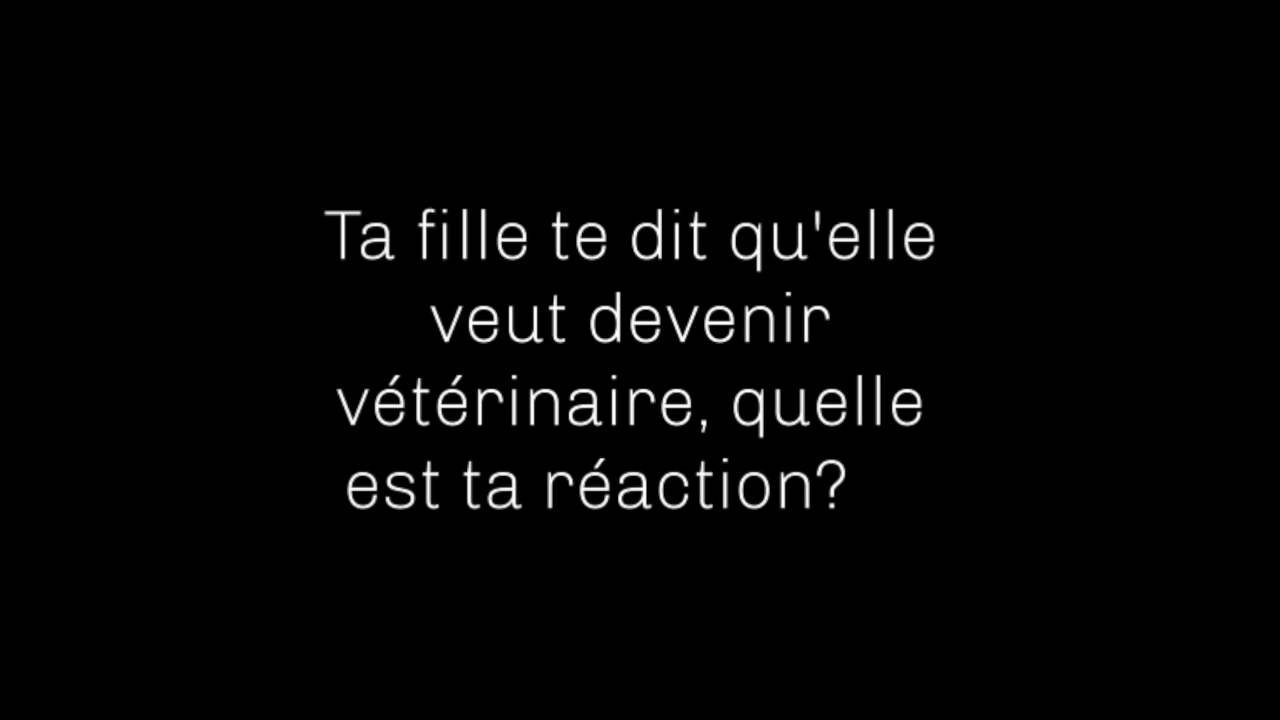 Ta fille te dit qu'elle
veut devenir
vétérinaire, quelle
est ta réaction?